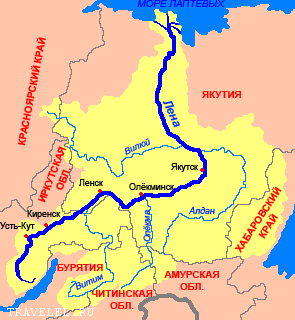 МОРЕ ЛАПТЕВЫХ
КРАСНОЯРСКИЙ КРАЙ
ЯКУТИЯ
Лена
Вилюй
ИРКУТСКАЯ
ОБЛ.
Якутск
Ленск
Олёкминск
Киренск
Усть-Кут
Алдан
Олёкма
ХАБАРОВСКИЙ
КРАЙ
БУРЯТИЯ
Витим
АМУРСКАЯ
ОБЛ.
ЧИТИНСКАЯ
ОБЛ.
TRAVELEL.RU